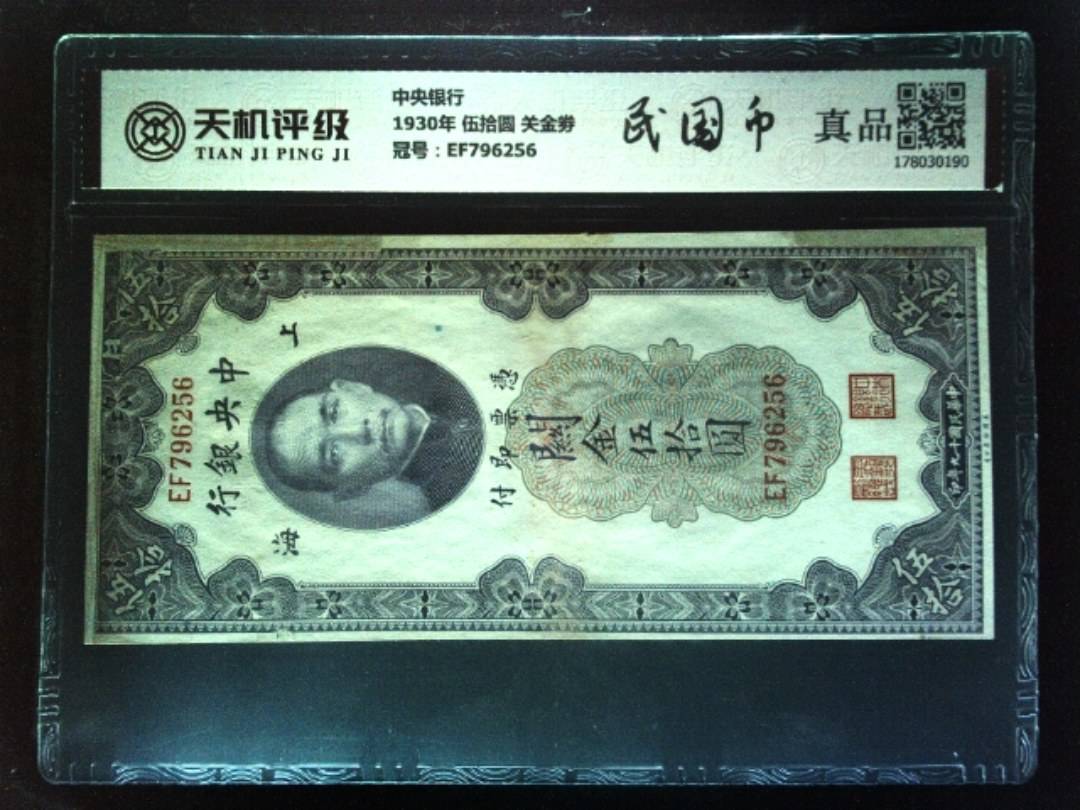 天机评级
TIAN JI PING JI
中央银行
1930年 伍拾圆 关金券
冠号：EF796256
民国币
真品
178030190
EF796256
中央銀行
上海
憑票即付
關金伍拾圓
EF796256
伍拾
伍拾
伍拾
伍拾